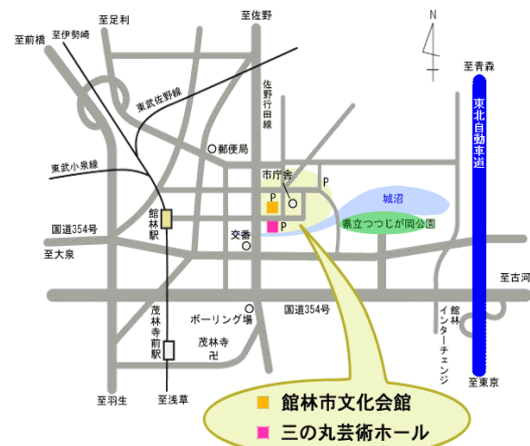 至足利
至佐野
N
至伊勢崎
至前橋
至青森
東武佐野線
佐野行田線
東北自動車道
郵便局
市庁舎
P
東武小泉線
P
城沼
館林駅
県立つつじが岡公園
国道354号
交番
P
至大泉
至古河
国道354号
館林インターチェンジ
ボーリング場
茂林寺前駅
茂林寺
卍
至羽生
至浅草
至東京
館林市文化会館
三の丸芸術ホール